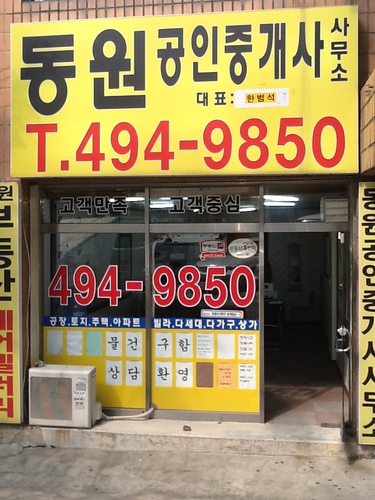 동원 공인중개사 사무소
대표: 한범석
T.494-9850
고객만족 고객중심
494-9850
공장.토지.주택.아파트 빌라.다세대.다가구.상가
물건 구함
상담 환영
부동산
공인중개사사무소